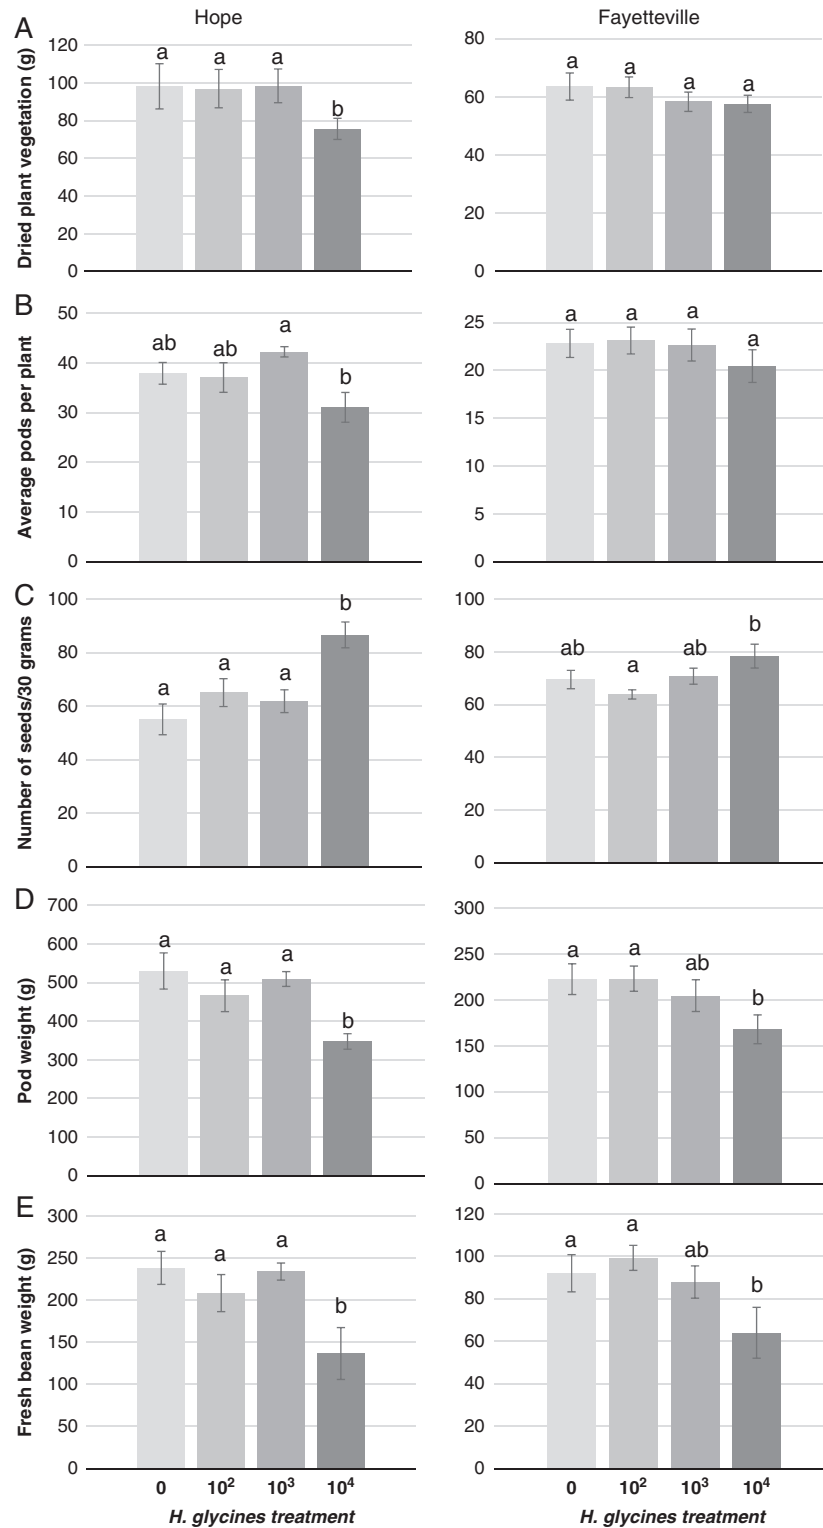 Hope Fayetteville
A
Dried plant vegetation (g)
120
100
80
60
40
20
0
a a a b
80
60
40
20
0
a a a a
B
Average pods per plant
50
40
30
20
10
0
ab ab a b
25
20
15
10
5
0
a a a a
C
Number of seeds/30 grams
100
80
60
40
20
0
a a a b
100
80
60
40
20
0
ab a ab b
D
Pod weight (g)
700
600
500
400
300
200
100
0
a a a b
300
250
200
150
100
50
0
a a ab b
E
Fresh bean weight (g)
300
250
200
150
100
50
0
a a a b
120
100
80
60
40
20
0
a a ab b
0 10² 10³ 10⁴ 0 10² 10³ 10⁴
H. glycines treatment H. glycines treatment